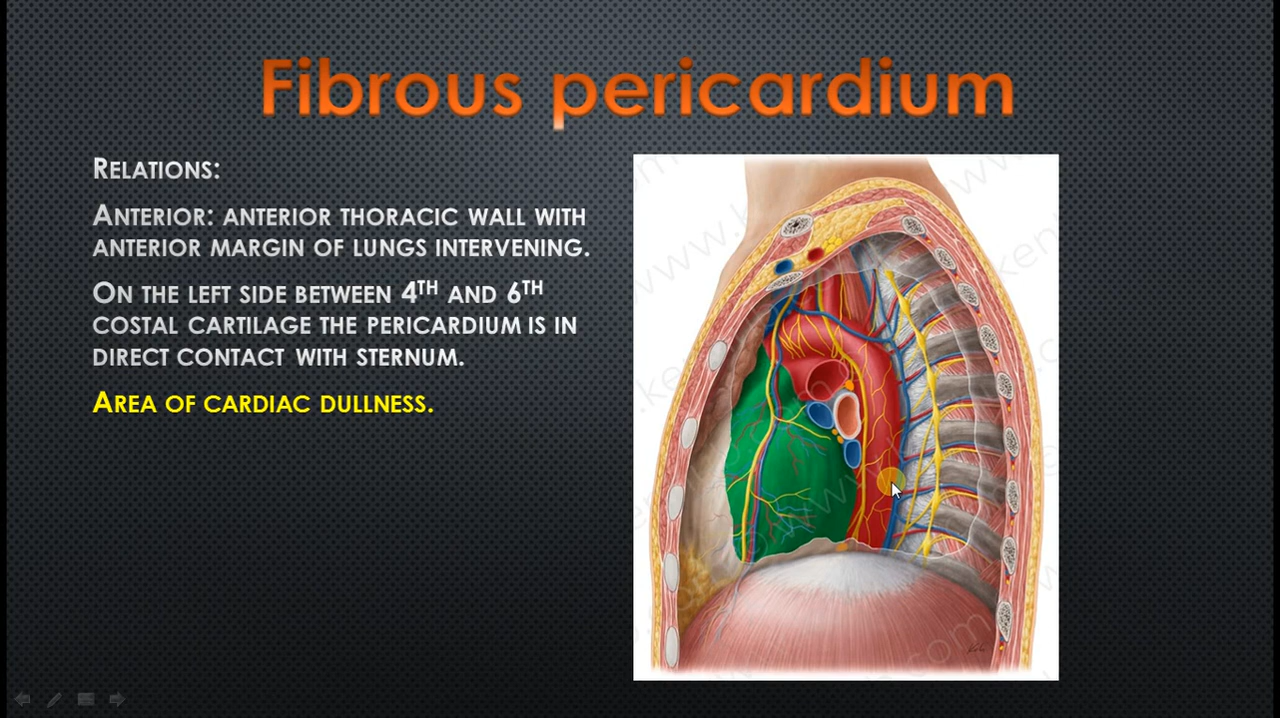 Fibrous pericardium
Relations:
Anterior: anterior thoracic wall with
anterior margin of lungs intervening.
On the left side between 4th and 6th
costal cartilage the pericardium is in
direct contact with sternum.
Area of cardiac dullness.